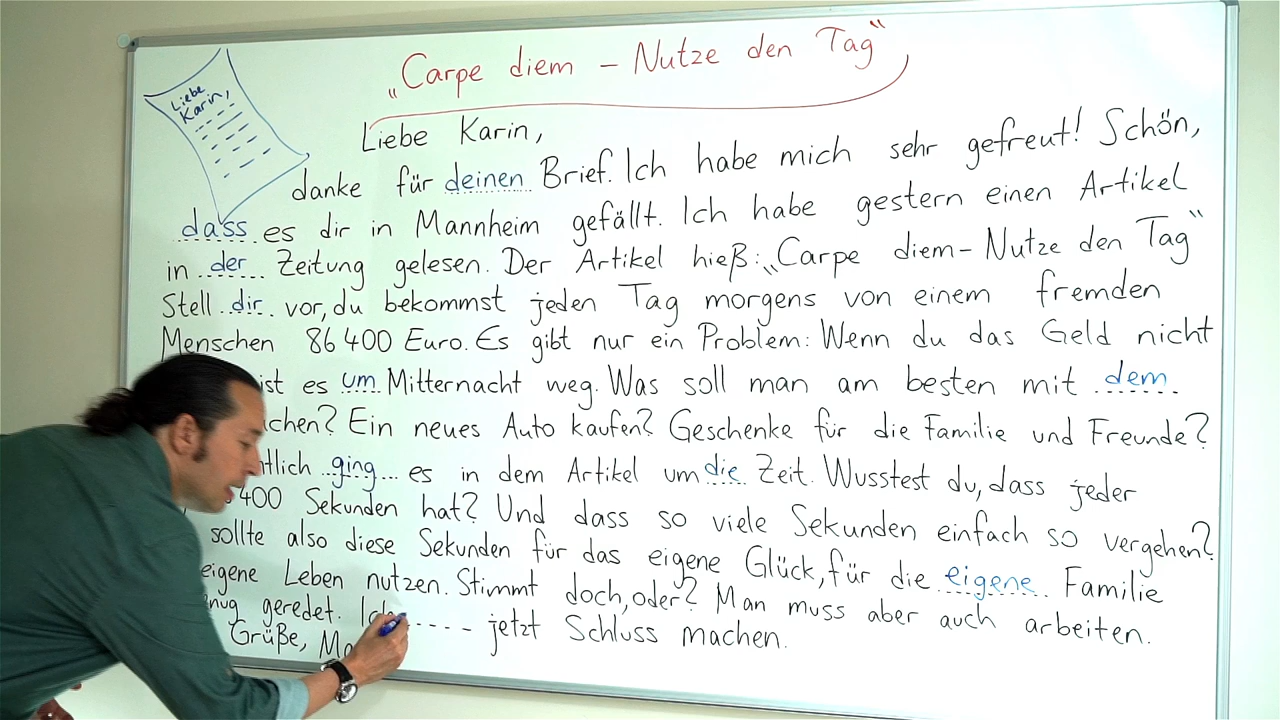 „Carpe diem – Nutze den Tag“
Liebe
Karin,
Liebe Karin,
danke für deinen Brief. Ich habe mich sehr gefreut! Schön,
dass es dir in Mannheim gefällt. Ich habe gestern einen Artikel
in der Zeitung gelesen. Der Artikel hieß: „Carpe diem – Nutze den Tag“
Stell dir vor, du bekommst jeden Tag morgens von einem fremden
Menschen 86 400 Euro. Es gibt nur ein Problem: Wenn du das Geld nicht
ist es um Mitternacht weg. Was soll man am besten mit dem
Ein neues Auto kaufen? Geschenke für die Familie und Freunde?
ging es in dem Artikel um die Zeit. Wusstest du, dass jeder
400 Sekunden hat? Und dass so viele Sekunden einfach so vergehen?
sollte also diese Sekunden für das eigene Glück, für die eigene Familie
eigene Leben nutzen. Stimmt doch, oder? Man muss aber auch arbeiten.
geredet. Ich ---- jetzt Schluss machen.
Grüße,